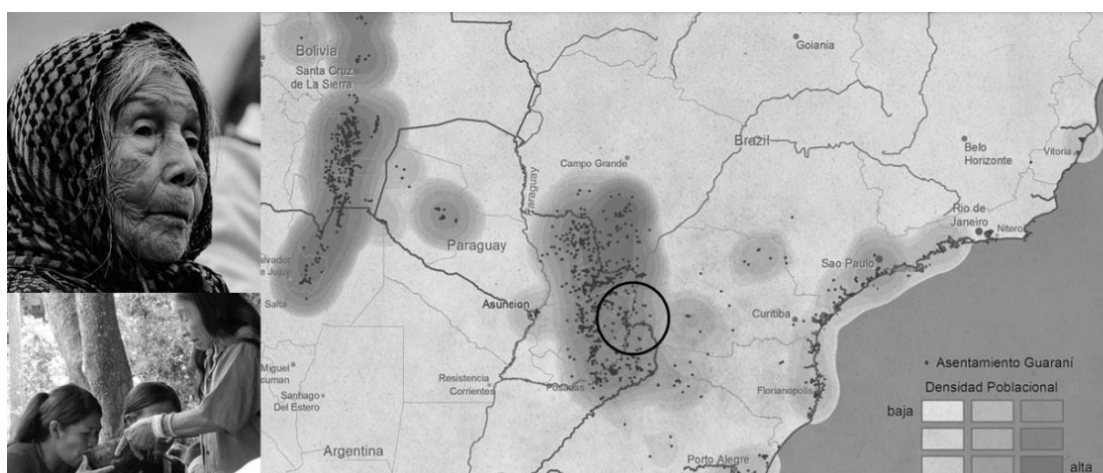 Bolivia
Santa Cruz
de La Sierra
Goiania
Brazil
Belo
Horizonte
Vitoria
Campo Grande
Paraguay
Paraguay
Rio de
Janeiro
Niteroi
Sao Paulo
Salta
Asuncion
Curitiba
Miguel
Resistencia
Corrientes
Posadas
Santiago
Del Estero
Florianopolis
Argentina
Porto Alegre
Asentamiento Guaraní
Densidad Poblacional
baja
alta